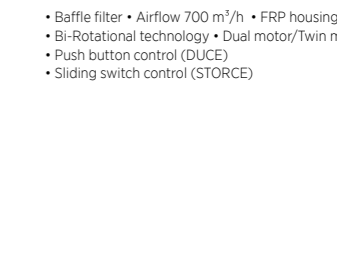 • Baffle filter • Airflow 700 m³/h • FRP housing
• Bi-Rotational technology • Dual motor/Twin
• Push button control (DUCE)
• Sliding switch control (STORCE)